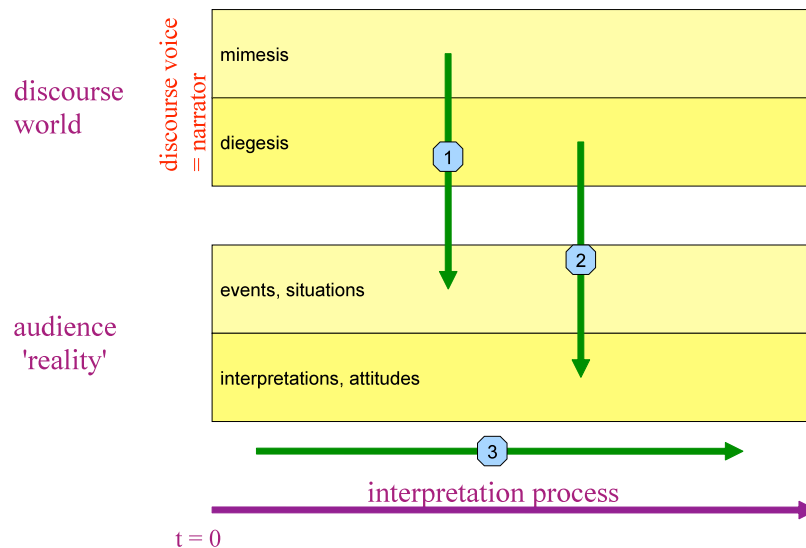 discourse voice
= narrator
mimesis
discourse
world
diegesis
1
2
events, situations
audience
'reality'
interpretations, attitudes
3
interpretation process
t = 0